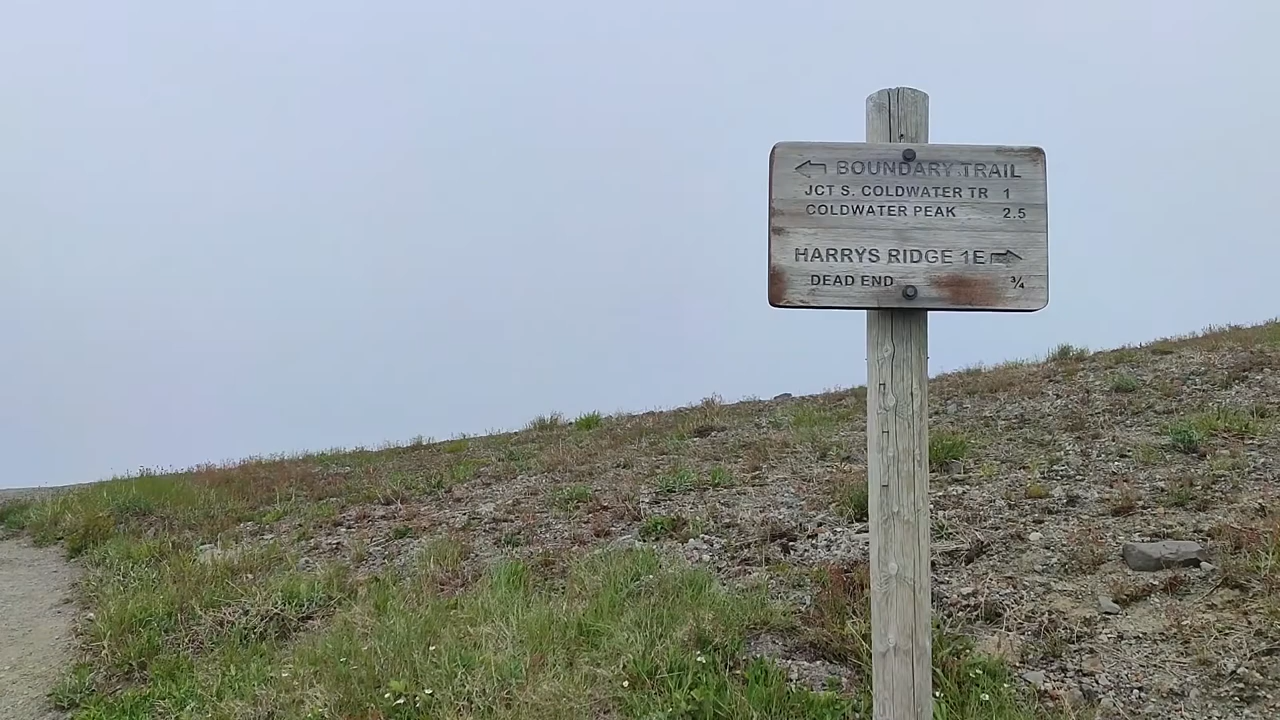 BOUNDARY TRAIL
JCT S. COLDWATER TR 1
COLDWATER PEAK 2.5
HARRYS RIDGE 1E
DEAD END ¾